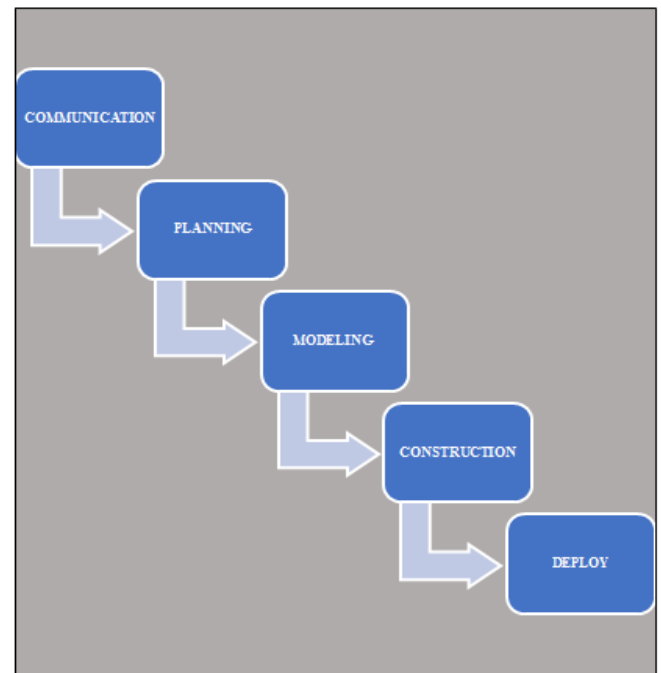 COMMUNICATION
PLANNING
MODELING
CONSTRUCTION
DEPLOY